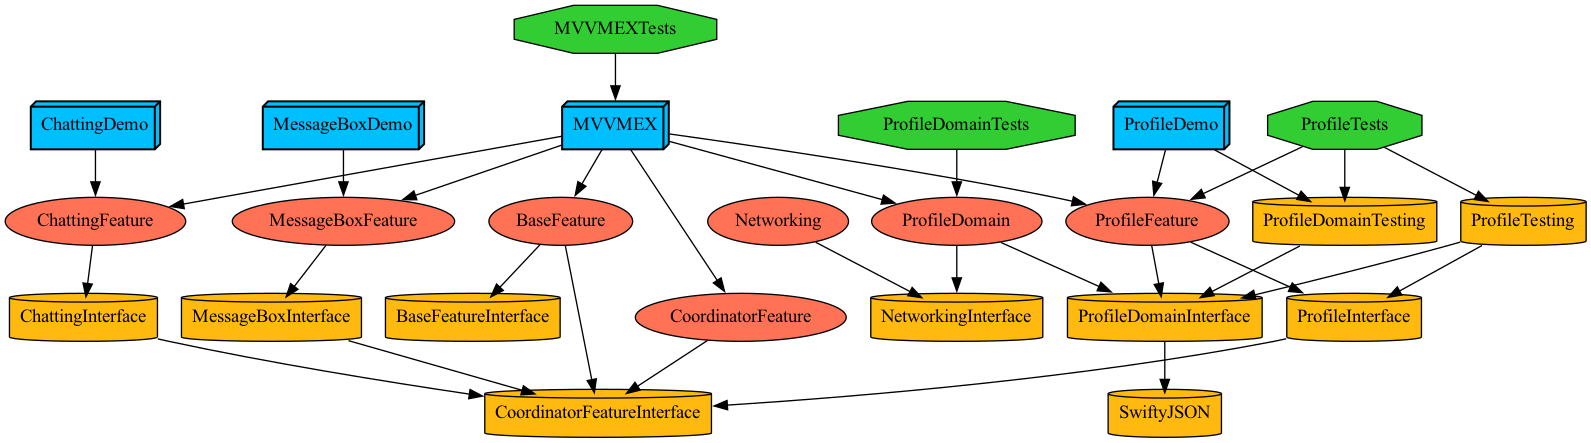 MVVMEXTests
ChattingDemo
MessageBoxDemo
MVVMEX
ProfileDomainTests
ProfileDemo
ProfileTests
ChattingFeature
MessageBoxFeature
BaseFeature
Networking
ProfileDomain
ProfileFeature
ProfileDomainTesting
ProfileTesting
ChattingInterface
MessageBoxInterface
BaseFeatureInterface
CoordinatorFeature
NetworkingInterface
ProfileDomainInterface
ProfileInterface
CoordinatorFeatureInterface
SwiftyJSON